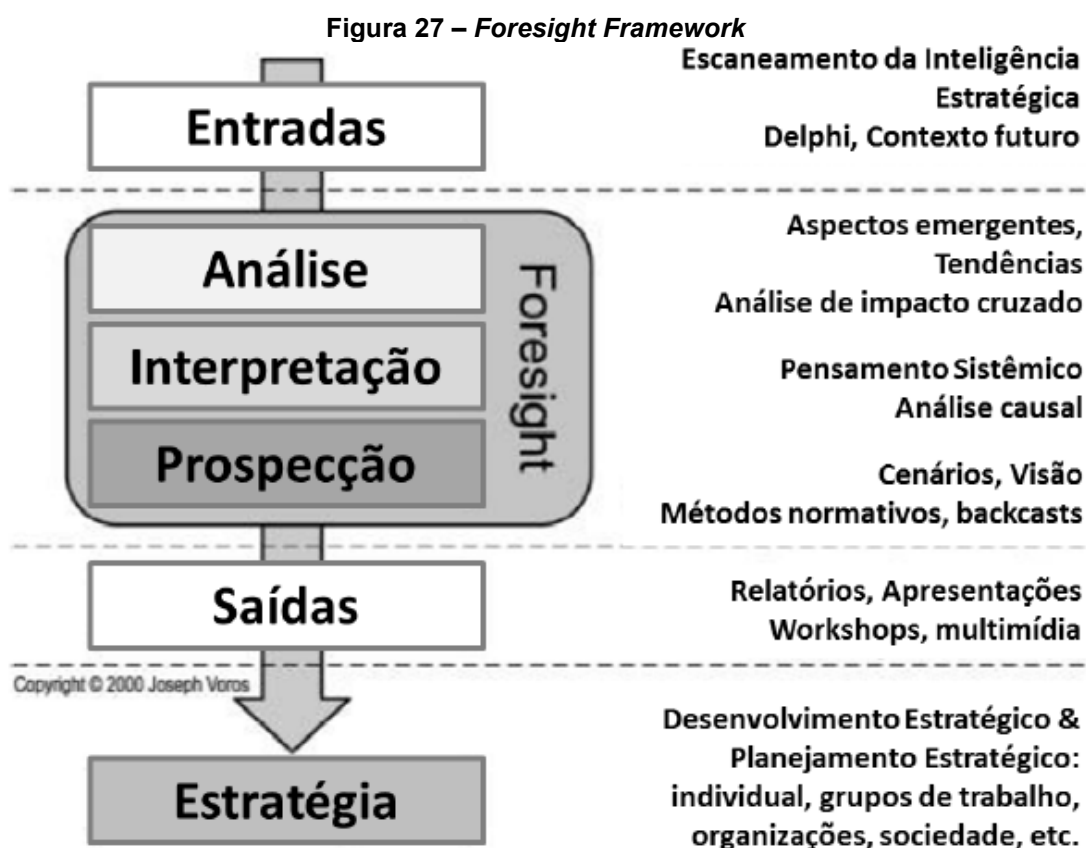 Figura 27 – Foresight Framework
Escaneamento da Inteligência
Estratégica
Delphi, Contexto futuro
Entradas
Aspectos emergentes,
Tendências
Análise de impacto cruzado
Análise
Foresight
Interpretação
Pensamento Sistêmico
Análise causal
Prospecção
Cenários, Visão
Métodos normativos, backcasts
Saídas
Relatórios, Apresentações
Workshops, multimídia
Copyright © 2000 Joseph Voros
Estratégia
Desenvolvimento Estratégico &
Planejamento Estratégico:
individual, grupos de trabalho,
organizações, sociedade, etc.